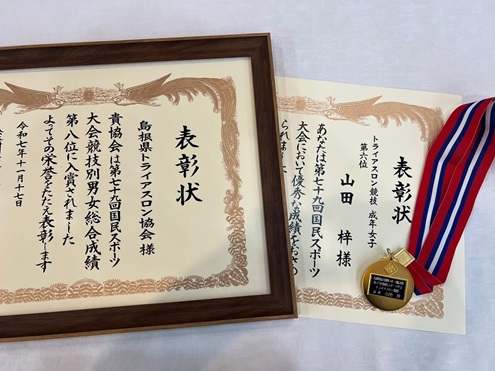 表彰状
島根県トライアスロン協会 様
貴協会は第七十九回国民スポーツ
大会競技別男女総合成績
第八位に入賞されました
よってその栄誉をたたえ表彰します
令和七年十一月十七日
表彰状
トライアスロン競技 成年女子
第六位
山田 梓 様
あなたは第七十九回国民スポーツ
大会において優秀な成績をおさめ
られました